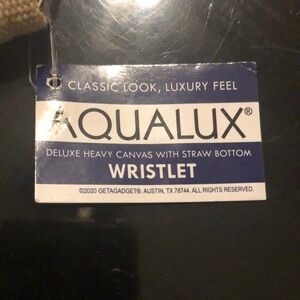 CLASSIC LOOK, LUXURY FEEL
AQUALUX®
DELUXE HEAVY CANVAS WITH STRAW BOTTOM
WRISTLET
©2020 GETAGADGET®. AUSTIN, TX 78744. ALL RIGHTS RESERVED.